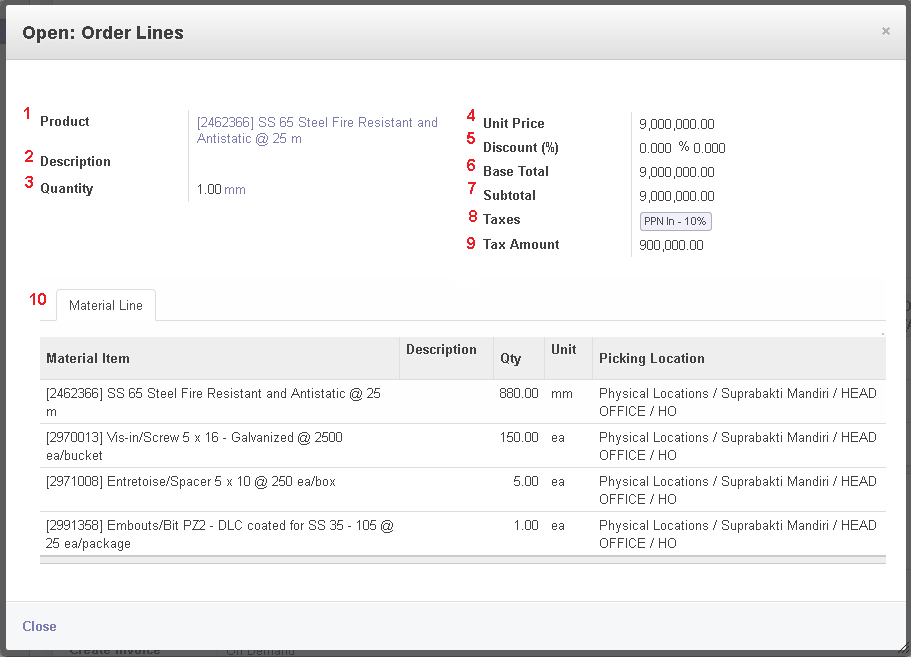 Open: Order Lines ×
1 Product [2462366] SS 65 Steel Fire Resistant and
Antistatic @ 25 m
2 Description
3 Quantity 1.00 mm
4 Unit Price 9,000,000.00
5 Discount (%) 0.000 % 0.000
6 Base Total 9,000,000.00
7 Subtotal 9,000,000.00
8 Taxes PPN In - 10%
9 Tax Amount 900,000.00
10 Material Line
Material Item Description Qty Unit Picking Location
[2462366] SS 65 Steel Fire Resistant and Antistatic @ 25 880.00 mm Physical Locations / Suprabakti Mandiri / HEAD
m OFFICE / HO
[2970013] Vis-in/Screw 5 x 16 - Galvanized @ 2500 150.00 ea Physical Locations / Suprabakti Mandiri / HEAD
ea/bucket OFFICE / HO
[2971008] Entretoise/Spacer 5 x 10 @ 250 ea/box 5.00 ea Physical Locations / Suprabakti Mandiri / HEAD
OFFICE / HO
[2991358] Embouts/Bit PZ2 - DLC coated for SS 35 - 105 @ 1.00 ea Physical Locations / Suprabakti Mandiri / HEAD
25 ea/package OFFICE / HO
Close
Create Invoice On Demand